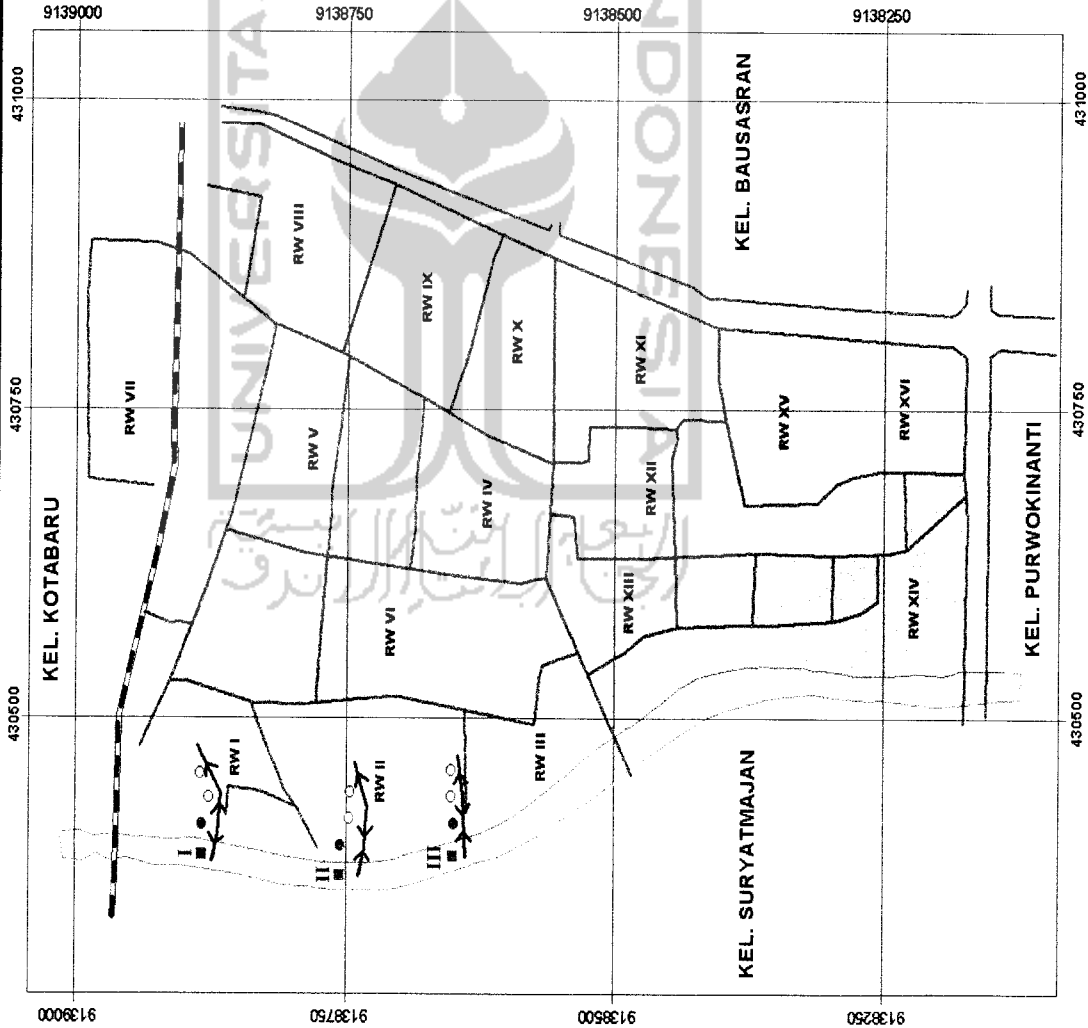 9139000
9138750
9138500
9138250
431000
431000
UNIVERSITA
INDONESIA
KEL. BAUSASRAN
RW VIII
RW IX
RW X
RW XI
RW VII
430750
430750
RW V
RW XV
RW XVI
RW IV
RW XII
KEL. KOTABARU
KEL. PURWOKINANTI
RW VI
RW XIII
RW XIV
430500
430500
RW I
RW II
RW III
I
II
III
KEL. SURYATMAJAN
9139000
9138750
9138500
9138250